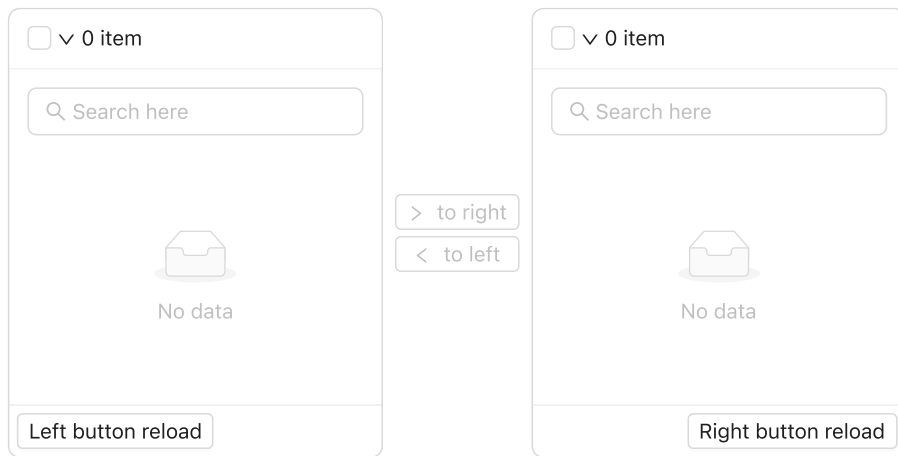 0 item
Search here
No data
Left button reload
to right
to left
0 item
Search here
No data
Right button reload